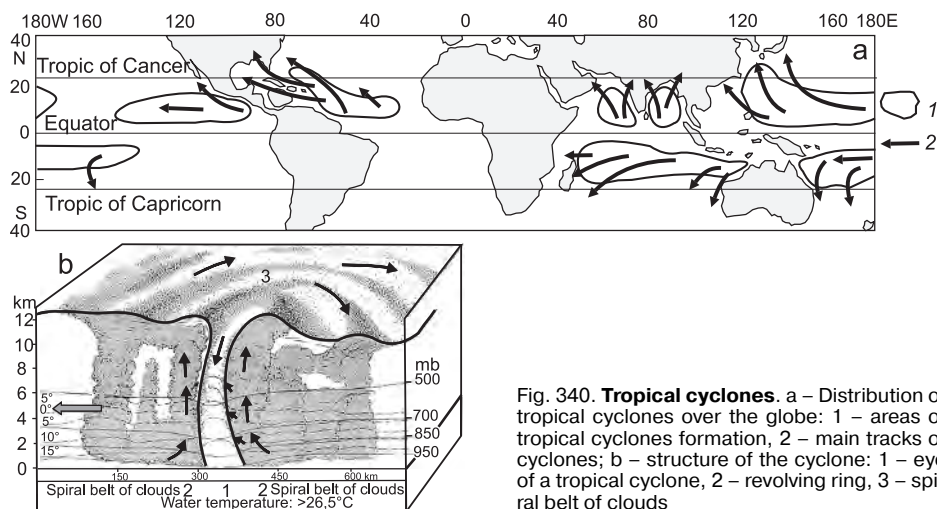 180W 160 120 80 40 0 40 80 120 160 180E
40
N
a
Tropic of Cancer
20
20
1
Equator
0
0
2
20
20
Tropic of Capricorn
S
40
40
b
3
km
12
10
8
6
4
2
0
mb
500
700
850
950
5°
0°
5°
10°
15°
150 300 450 600 km
Spiral belt of clouds 2 1 2 Spiral belt of clouds
Water temperature: >26,5°C
Fig. 340. Tropical cyclones. a – Distribution o
tropical cyclones over the globe: 1 – areas o
tropical cyclones formation, 2 – main tracks o
cyclones; b – structure of the cyclone: 1 – eye
of a tropical cyclone, 2 – revolving ring, 3 – spi-
ral belt of clouds